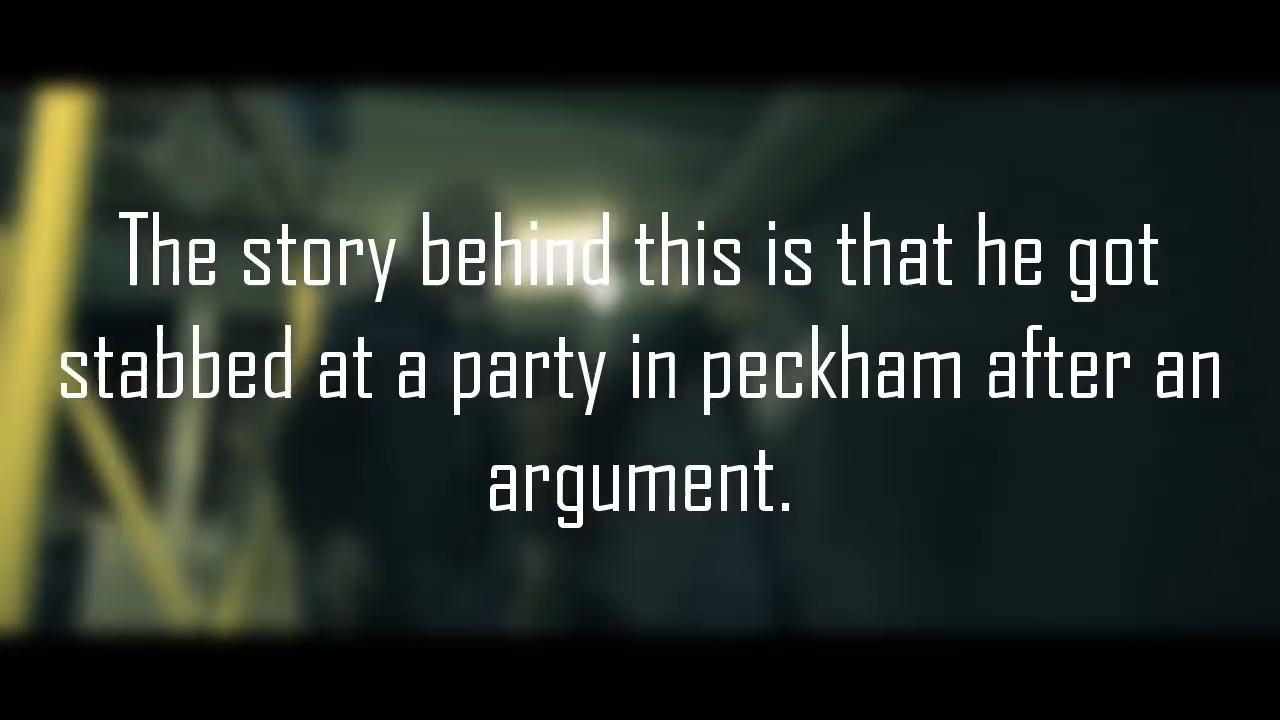 The story behind this is that he got
stabbed at a party in peckham after an
argument.